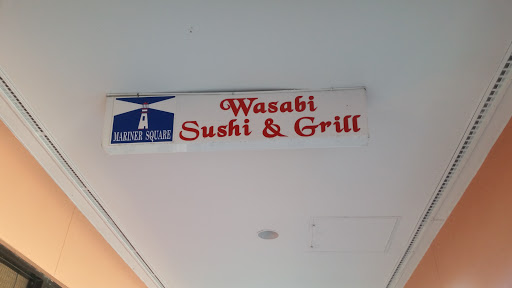 MARINER SQUARE
Wasabi
Sushi & Grill